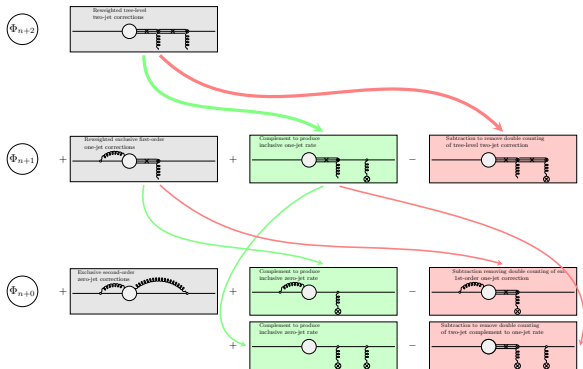 Reweighted tree-level
two-jet corrections
Φn+2
Reweighted exclusive first-order
one-jet corrections
Complement to produce
inclusive one-jet rate
Subtraction to remove double counting
of tree-level two-jet correction
Φn+1 + + −
Exclusive second-order
zero-jet corrections
Complement to produce
inclusive zero-jet rate
Subtraction removing double counting of
1st-order one-jet correction
Φn+0 + + −
Complement to produce
inclusive zero-jet rate
Subtraction to remove double counting
of two-jet complement to one-jet rate
+ −